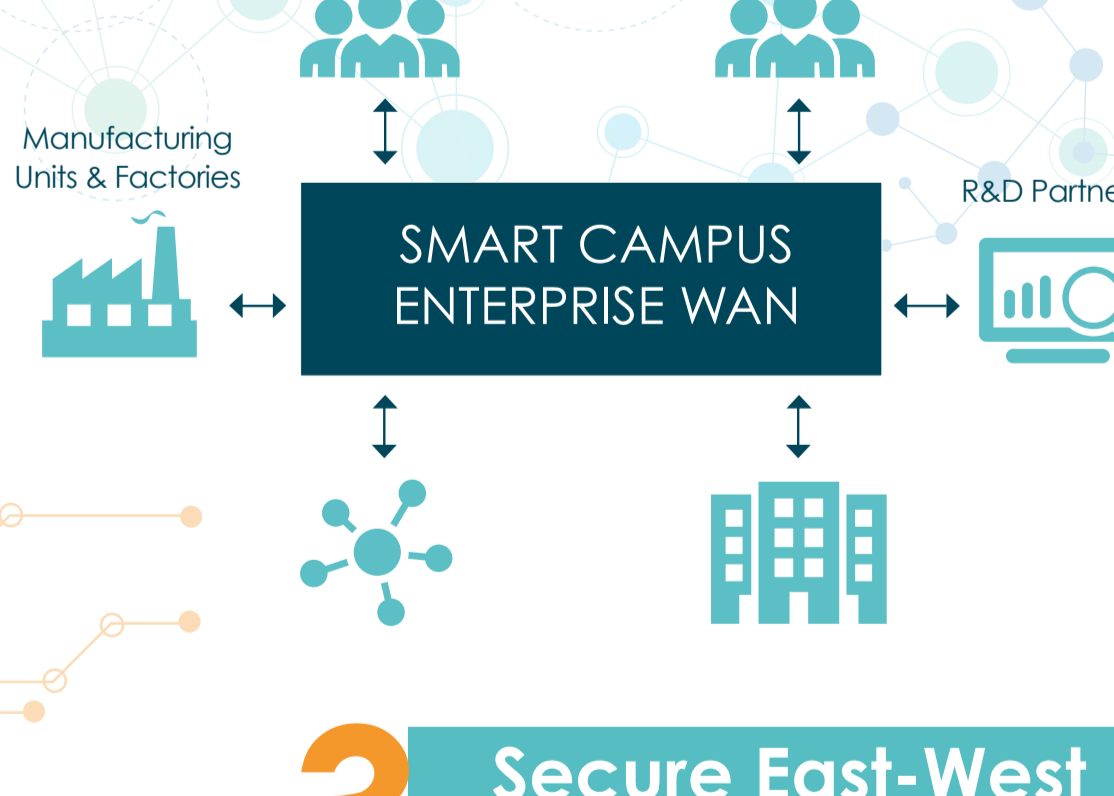 Manufacturing
Units & Factories
SMART CAMPUS
ENTERPRISE WAN
R&D
Secure East-West